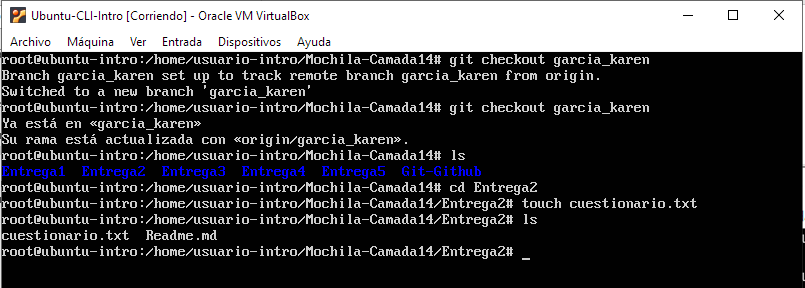 Ubuntu-CLI-Intro [Corriendo] - Oracle VM VirtualBox
Archivo Máquina Ver Entrada Dispositivos Ayuda
root@ubuntu-intro:/home/usuario-intro/Mochila-Camada14# git checkout garcia_karen
Branch garcia_karen set up to track remote branch garcia_karen from origin.
Switched to a new branch 'garcia_karen'
root@ubuntu-intro:/home/usuario-intro/Mochila-Camada14# git checkout garcia_karen
Ya está en «garcia_karen»
Su rama está actualizada con «origin/garcia_karen».
root@ubuntu-intro:/home/usuario-intro/Mochila-Camada14# ls
Entrega1 Entrega2 Entrega3 Entrega4 Entrega5 Git-Github
root@ubuntu-intro:/home/usuario-intro/Mochila-Camada14# cd Entrega2
root@ubuntu-intro:/home/usuario-intro/Mochila-Camada14/Entrega2# touch cuestionario.txt
root@ubuntu-intro:/home/usuario-intro/Mochila-Camada14/Entrega2# ls
cuestionario.txt Readme.md
root@ubuntu-intro:/home/usuario-intro/Mochila-Camada14/Entrega2# _